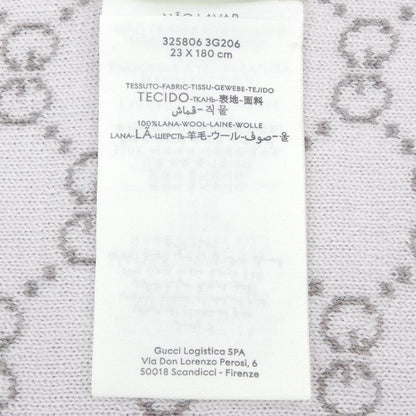 NÃO LAVAR
325806 3G206
23 X 180 cm
TESSUTO-FABRIC-TISSU-GEWEBE-TEJIDO
TECIDO-ТКАНЬ-表地-面料
قماش-직물
100%LANA-WOOL-LAINE-WOLLE
LANA-LÃ-ШЕРСТЬ-羊毛-ウール-صوف-울
Gucci Logistica SPA
Via Don Lorenzo Perosi, 6
50018 Scandicci - Firenze